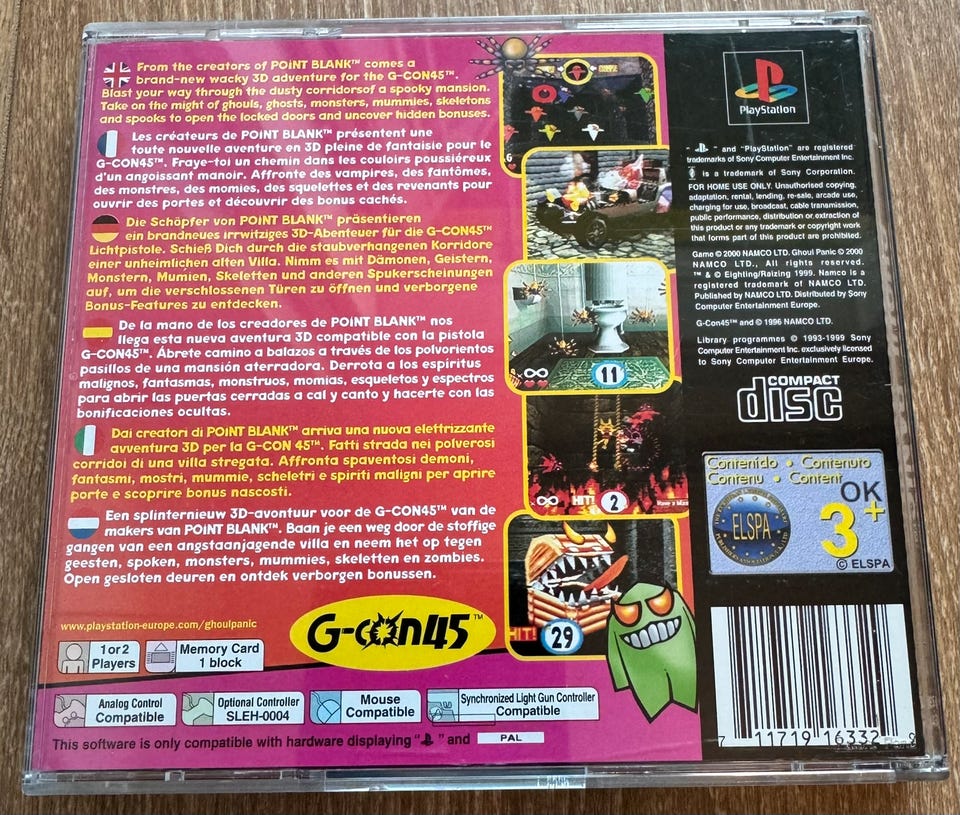 From the creators of POINT BLANK™ comes a
brand-new wacky 3D adventure for the G-CON45™.
Blast your way through the dusty corridorsof a spooky mansion.
Take on the might of ghouls, ghosts, monsters, mummies, skeletons
and spooks to open the locked doors and uncover hidden bonuses.
Les créateurs de POINT BLANK™ présentent une
toute nouvelle aventure en 3D pleine de fantaisie pour le
G-CON45™. Fraye-toi un chemin dans les couloirs poussiéreux
d'un angoissant manoir. Affronte des vampires, des fantômes,
des monstres, des momies, des squelettes et des revenants pour
ouvrir des portes et découvrir des bonus cachés.
Die Schöpfer von POINT BLANK™ präsentieren
ein brandneues irrwitziges 3D-Abenteuer für die G-CON45™
Lichtpistole. Schieß Dich durch die staubverhangenen Korridore
einer unheimlichen alten Villa. Nimm es mit Dämonen, Geistern,
Monstern, Mumien, Skeletten und anderen Spukerscheinungen
auf, um die verschlossenen Türen zu öffnen und verborgene
Bonus-Features zu entdecken.
De la mano de los creadores de POINT BLANK™ nos
llega esta nueva aventura 3D compatible con la pistola
G-CON45™. Ábrete camino a balazos a través de los polvorientos
pasillos de una mansión aterradora. Derrota a los espíritus
malignos, fantasmas, monstruos, momias, esqueletos y espectros
para abrir las puertas cerradas a cal y canto y hacerte con las
bonificaciones ocultas.
Dai creatori di POINT BLANK™ arriva una nuova elettrizzante
avventura 3D per la G-CON 45™. Fatti strada nei polverosi
corridoi di una villa stregata. Affronta spaventosi demoni,
fantasmi, mostri, mummie, scheletri e spiriti maligni per aprire
porte e scoprire bonus nascosti.
Een splinternieuw 3D-avontuur voor de G-CON45™ van de
makers van POINT BLANK™. Baan je een weg door de stoffige
gangen van een angstaanjagende villa en neem het op tegen
geesten, spoken, monsters, mummies, skeletten en zombies.
Open gesloten deuren en ontdek verborgen bonussen.
www.playstation-europe.com/ghoulpanic
G-CON45™
1 or 2
Players
Memory Card
1 block
Analog Control
Compatible
Optional Controller
SLEH-0004
Mouse
Compatible
Synchronized Light Gun Controller
Compatible
This software is only compatible with hardware displaying " " and PAL
11
HIT! 2
HIT! 29
PlayStation
" " and "PlayStation" are registered
trademarks of Sony Computer Entertainment Inc.
is a trademark of Sony Corporation.
FOR HOME USE ONLY. Unauthorised copying,
adaptation, rental, lending, re-sale, arcade use,
charging for use, broadcast, cable transmission,
public performance, distribution or extraction of
this product or any trademark or copyright work
that forms part of this product are prohibited.
Game © 2000 NAMCO LTD. Ghoul Panic © 2000
NAMCO LTD., All rights reserved.
™ & © Eighting/Raizing 1999. Namco is a
registered trademark of NAMCO LTD.
Published by NAMCO LTD. Distributed by Sony
Computer Entertainment Europe.
G-Con45™ and © 1996 NAMCO LTD.
Library programmes © 1993-1999 Sony
Computer Entertainment Inc. exclusively licensed
to Sony Computer Entertainment Europe.
COMPACT
disc
Contenido • Contenuto
Contenu • Content
OK
3+
ELSPA
© ELSPA
7 11719 16332 9